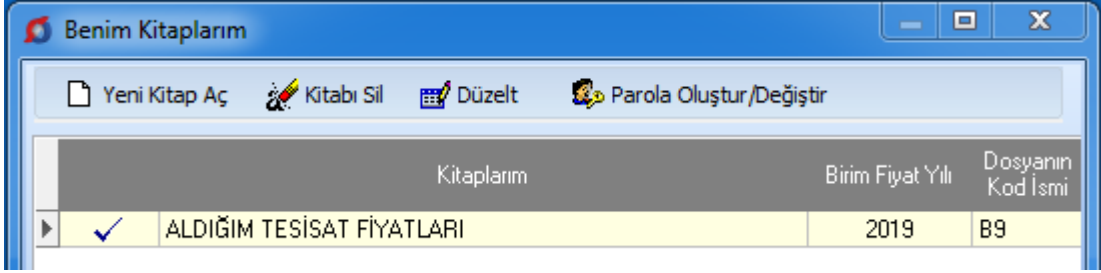 Benim Kitaplarım
Yeni Kitap Aç Kitabı Sil Düzelt Parola Oluştur/Değiştir
Kitaplarım Birim Fiyat Yılı Dosyanın
Kod İsmi
ALDIĞIM TESİSAT FİYATLARI 2019 B9